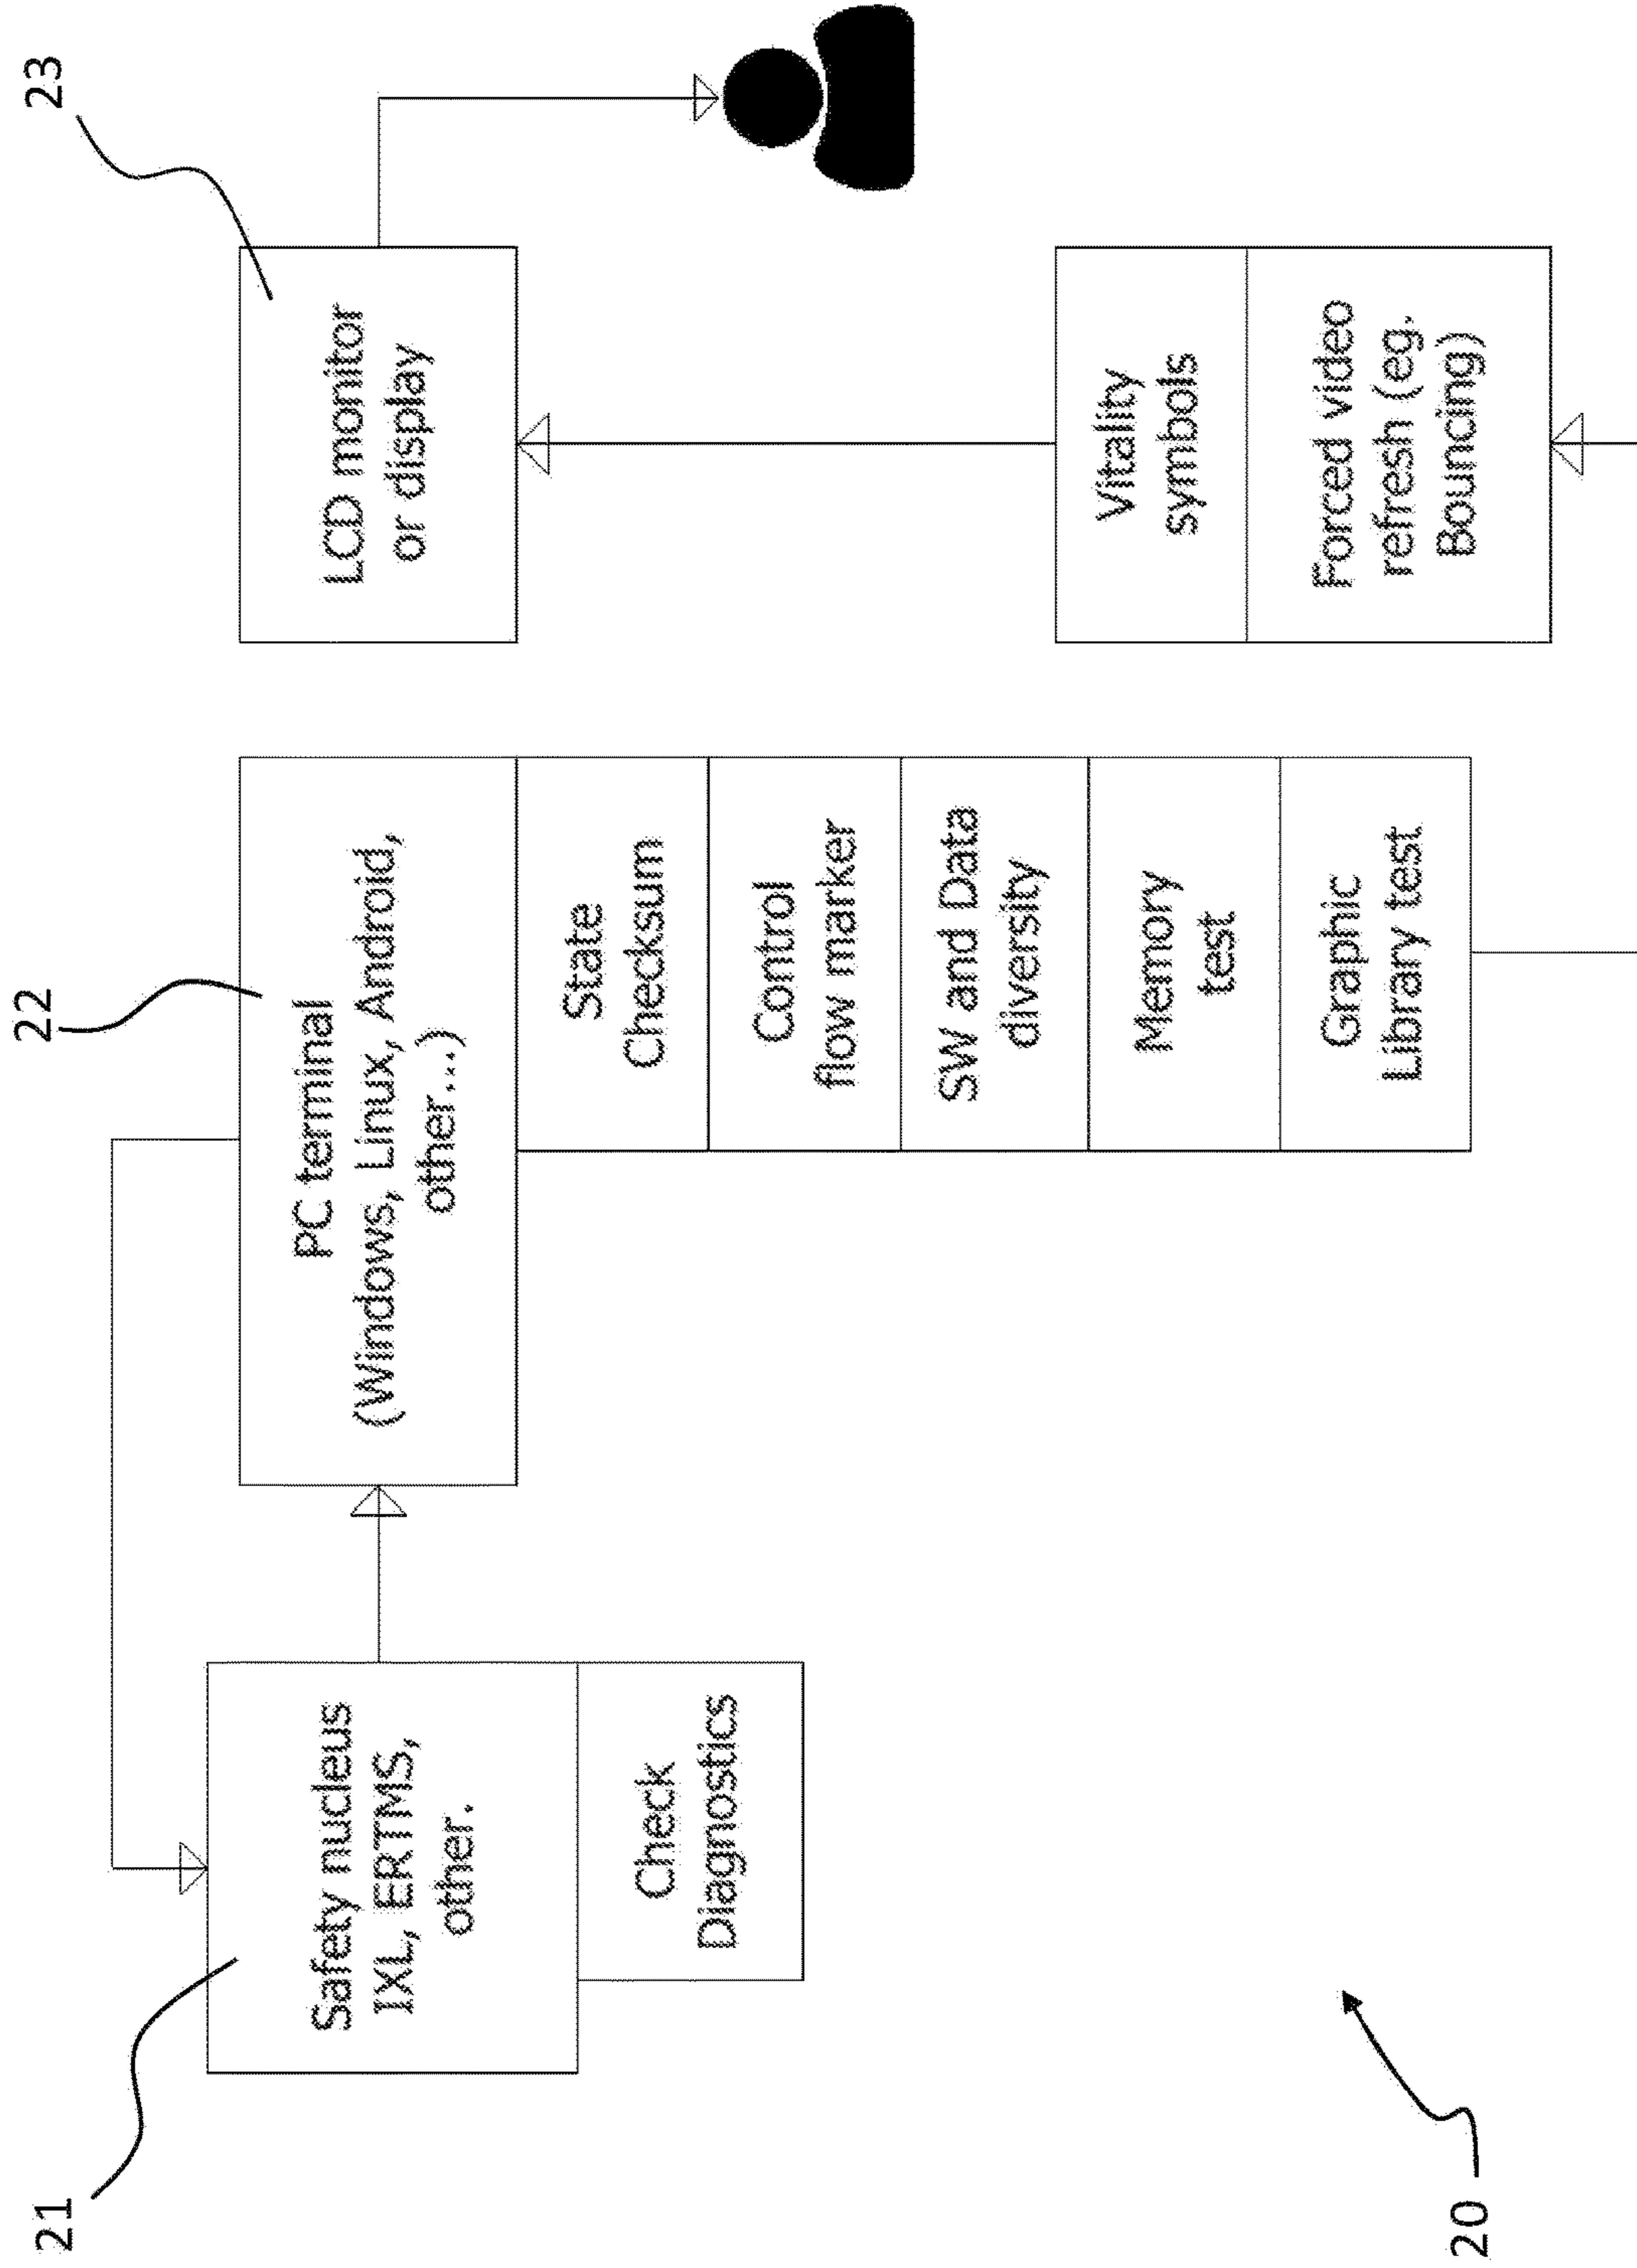 21
Safety nucleus
IXL, ERTMS,
other.
Check
Diagnostics
22
PC terminal
(Windows, Linux, Android,
other...)
State
Checksum
Control
flow marker
SW and Data
diversity
Memory
test
Graphic
Library test
23
LCD monitor
or display
Vitality
symbols
Forced video
refresh (eg.
Bouncing)
20